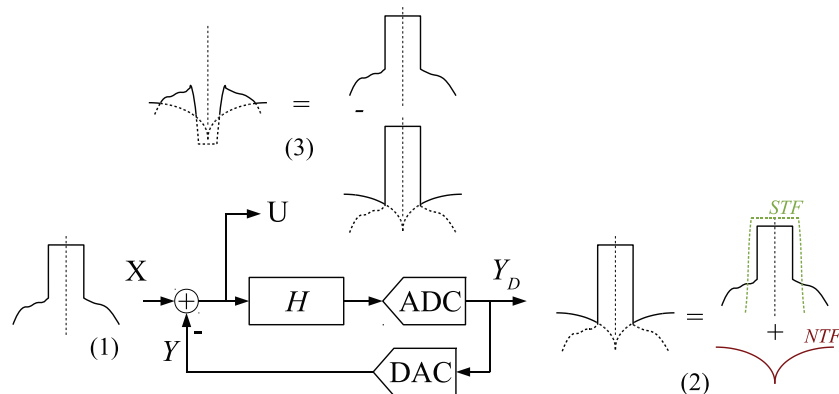 =
-
(3)
U
STF
X
+
H
ADC
Y_D
=
+
(1)
-
Y
DAC
NTF
(2)